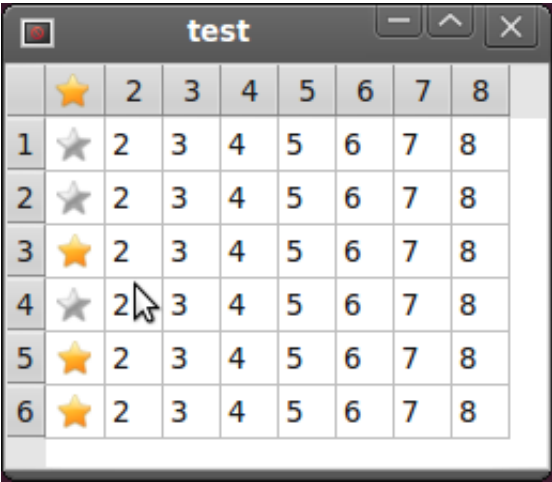 test
2 3 4 5 6 7 8
1 2 3 4 5 6 7 8
2 2 3 4 5 6 7 8
3 2 3 4 5 6 7 8
4 2 3 4 5 6 7 8
5 2 3 4 5 6 7 8
6 2 3 4 5 6 7 8